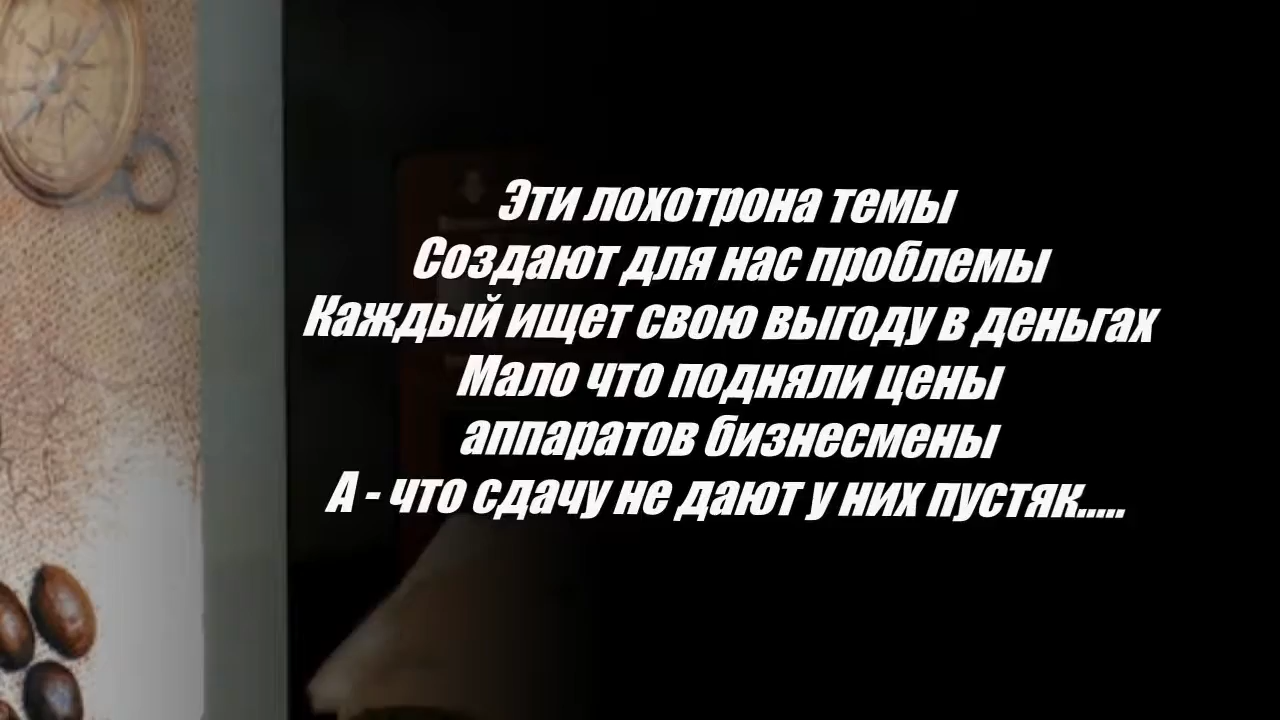 Эти лохотрона темы
Создают для нас проблемы
Каждый ищет свою выгоду в деньгах
Мало что подняли цены
аппаратов бизнесмены
А - что сдачу не дают у них пустяк.....